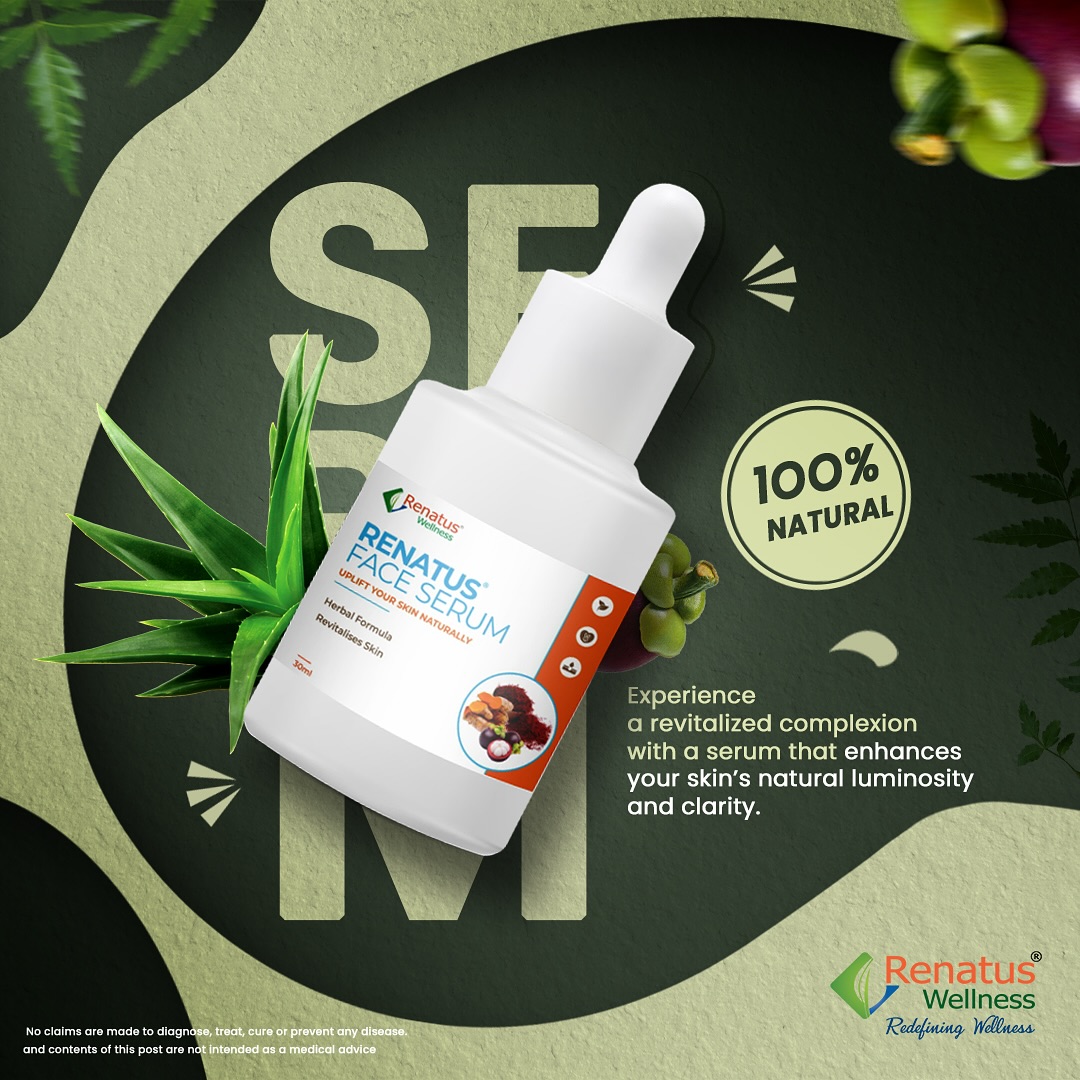 SE
M
Renatus®
Wellness
RENATUS®
FACE SERUM
UPLIFT YOUR SKIN NATURALLY
Herbal Formula
Revitalises Skin
30ml
100%
NATURAL
Experience
a revitalized complexion
with a serum that enhances
your skin's natural luminosity
and clarity.
Renatus®
Wellness
Redefining Wellness
No claims are made to diagnose, treat, cure or prevent any disease.
and contents of this post are not intended as a medical advice